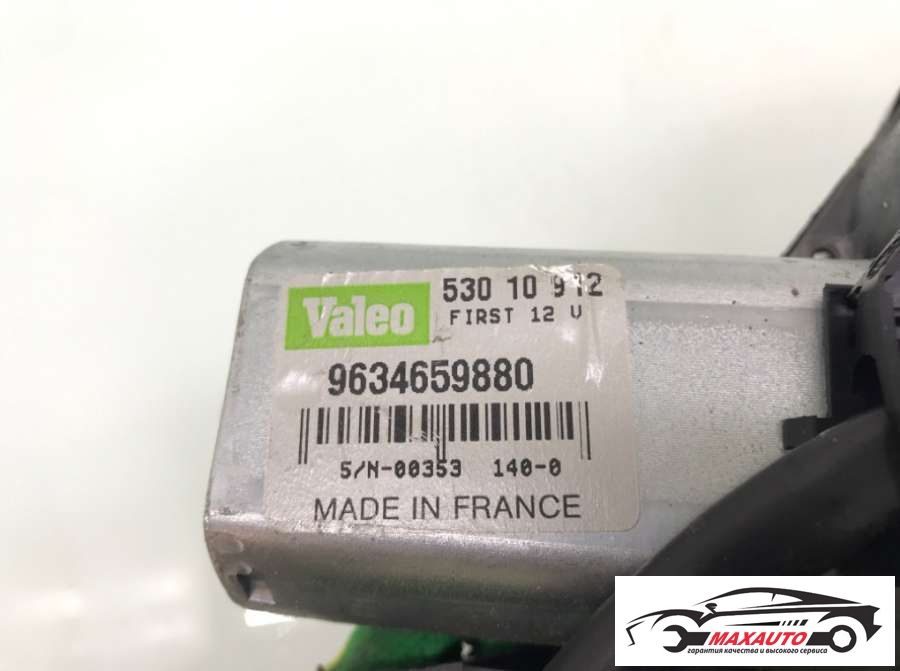 Valeo
530 10 912
FIRST 12 V
9634659880
S/N-00353 140-0
MADE IN FRANCE
MAXAUTO
гарантия качества и высокого сервиса